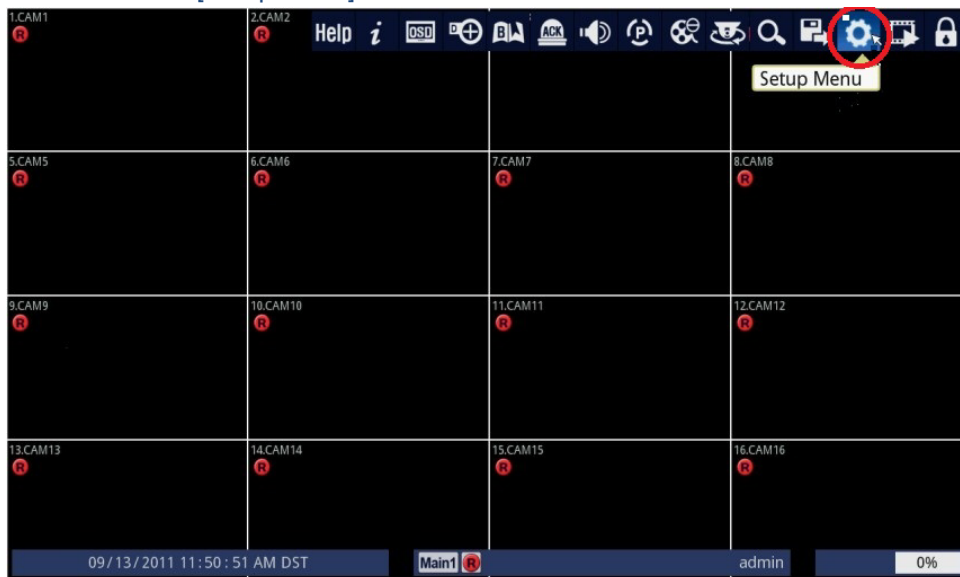 1.CAM1
2.CAM2
Help i OSD D BW ACK P
Setup Menu
5.CAM5
R
6.CAM6
R
7.CAM7
R
8.CAM8
R
9.CAM9
R
10.CAM10
R
11.CAM11
R
12.CAM12
R
13.CAM13
R
14.CAM14
R
15.CAM15
R
16.CAM16
R
09/13/2011 11:50:51 AM DST
Main1 R
admin
0%